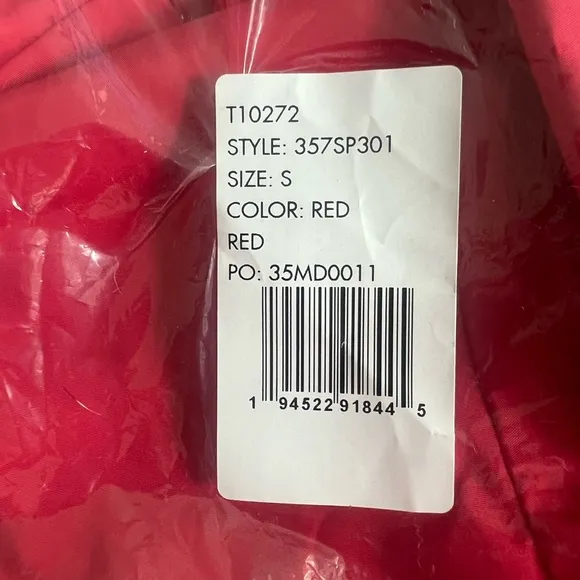 T10272
STYLE: 357SP301
SIZE: S
COLOR: RED
RED
PO: 35MD0011
1 94522 91844 5